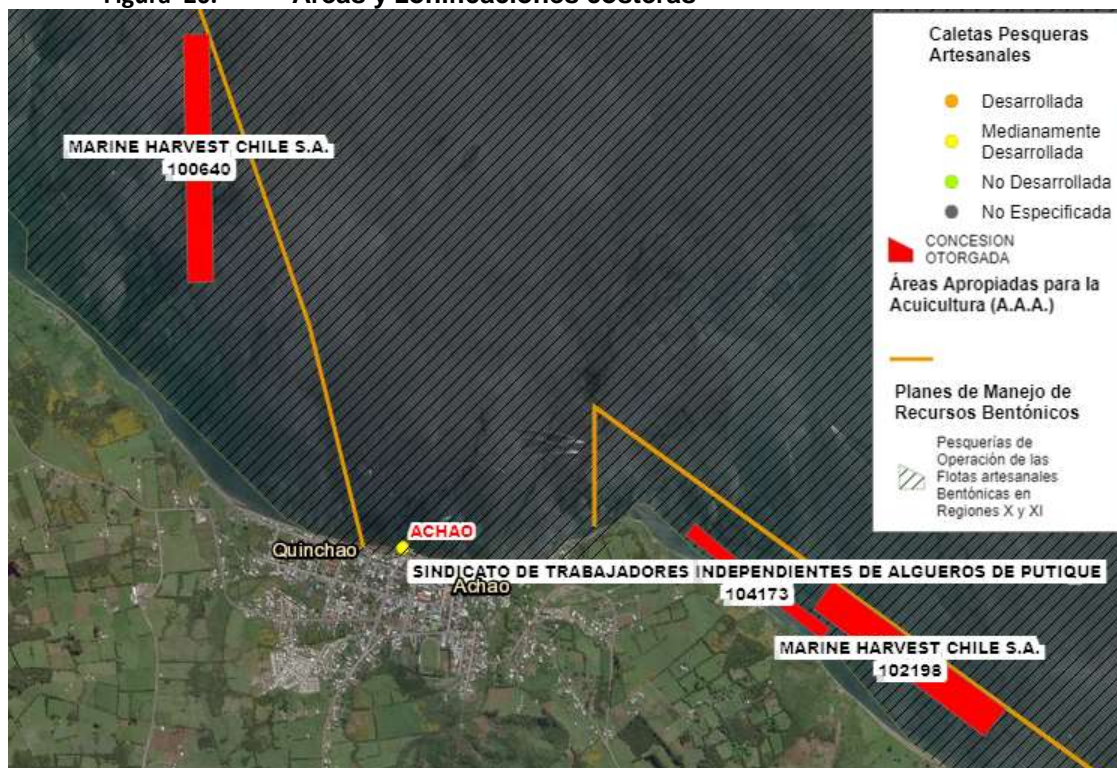 Figura 26. Áreas y zonificaciones costeras
Caletas Pesqueras
Artesanales
Desarrollada
Medianamente
Desarrollada
No Desarrollada
No Especificada
CONCESION
OTORGADA
Áreas Apropiadas para la
Acuicultura (A.A.A.)
Planes de Manejo de
Recursos Bentónicos
Pesquerías de
Operación de las
Flotas artesanales
Bentónicas en
Regiones X y XI
MARINE HARVEST CHILE S.A.
100640
ACHAO
Quinchao
SINDICATO DE TRABAJADORES INDEPENDIENTES DE ALGUEROS DE PUTIQUE
Achao
104173
MARINE HARVEST CHILE S.A.
102198